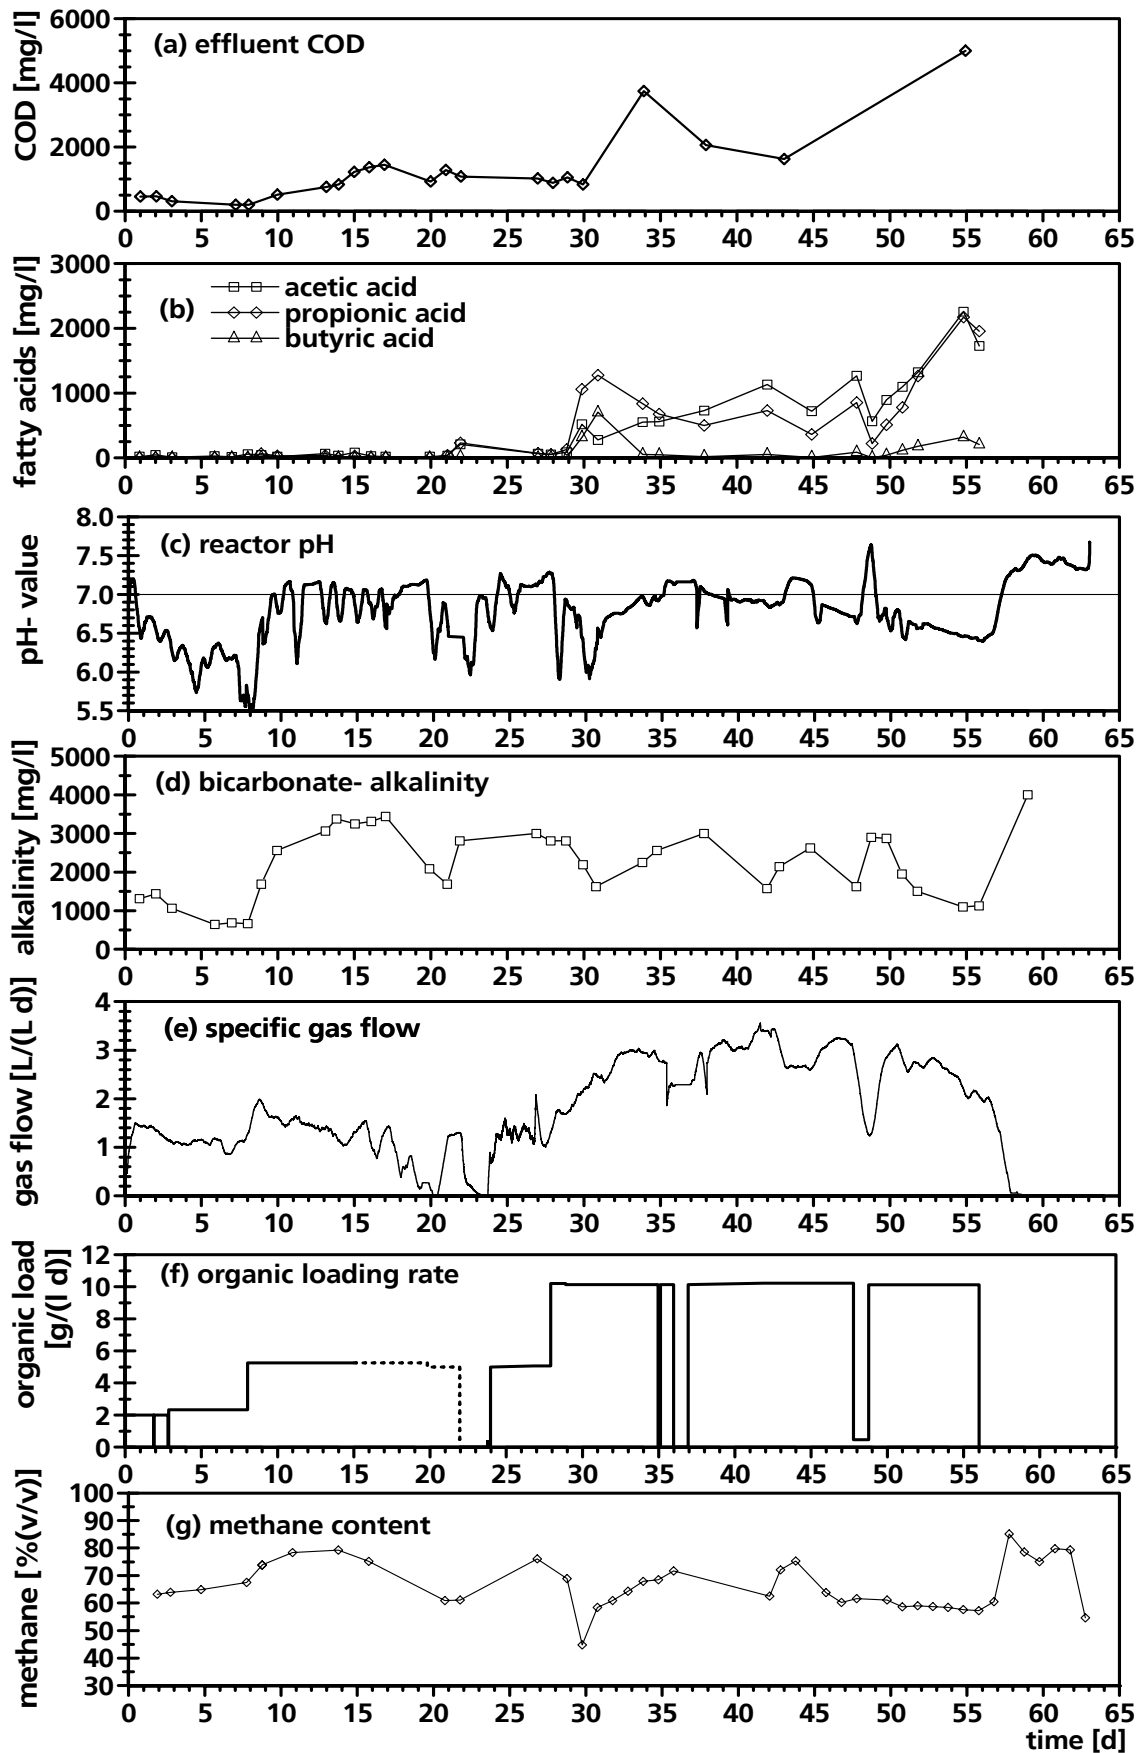 6000
4000
2000
0
COD [mg/l]
(a) effluent COD
0 5 10 15 20 25 30 35 40 45 50 55 60 65
3000
2000
1000
0
fatty acids [mg/l]
(b)
acetic acid
propionic acid
butyric acid
0 5 10 15 20 25 30 35 40 45 50 55 60 65
8.0
7.5
7.0
6.5
6.0
5.5
pH- value
(c) reactor pH
0 5 10 15 20 25 30 35 40 45 50 55 60 65
5000
4000
3000
2000
1000
0
alkalinity [mg/l]
(d) bicarbonate- alkalinity
0 5 10 15 20 25 30 35 40 45 50 55 60 65
4
3
2
1
0
gas flow [L/(L d)]
(e) specific gas flow
0 5 10 15 20 25 30 35 40 45 50 55 60 65
12
10
8
6
4
2
0
organic load
[g/(l d)]
(f) organic loading rate
0 5 10 15 20 25 30 35 40 45 50 55 60 65
100
90
80
70
60
50
40
30
methane [%(v/v)]
(g) methane content
0 5 10 15 20 25 30 35 40 45 50 55 60 65
time [d]